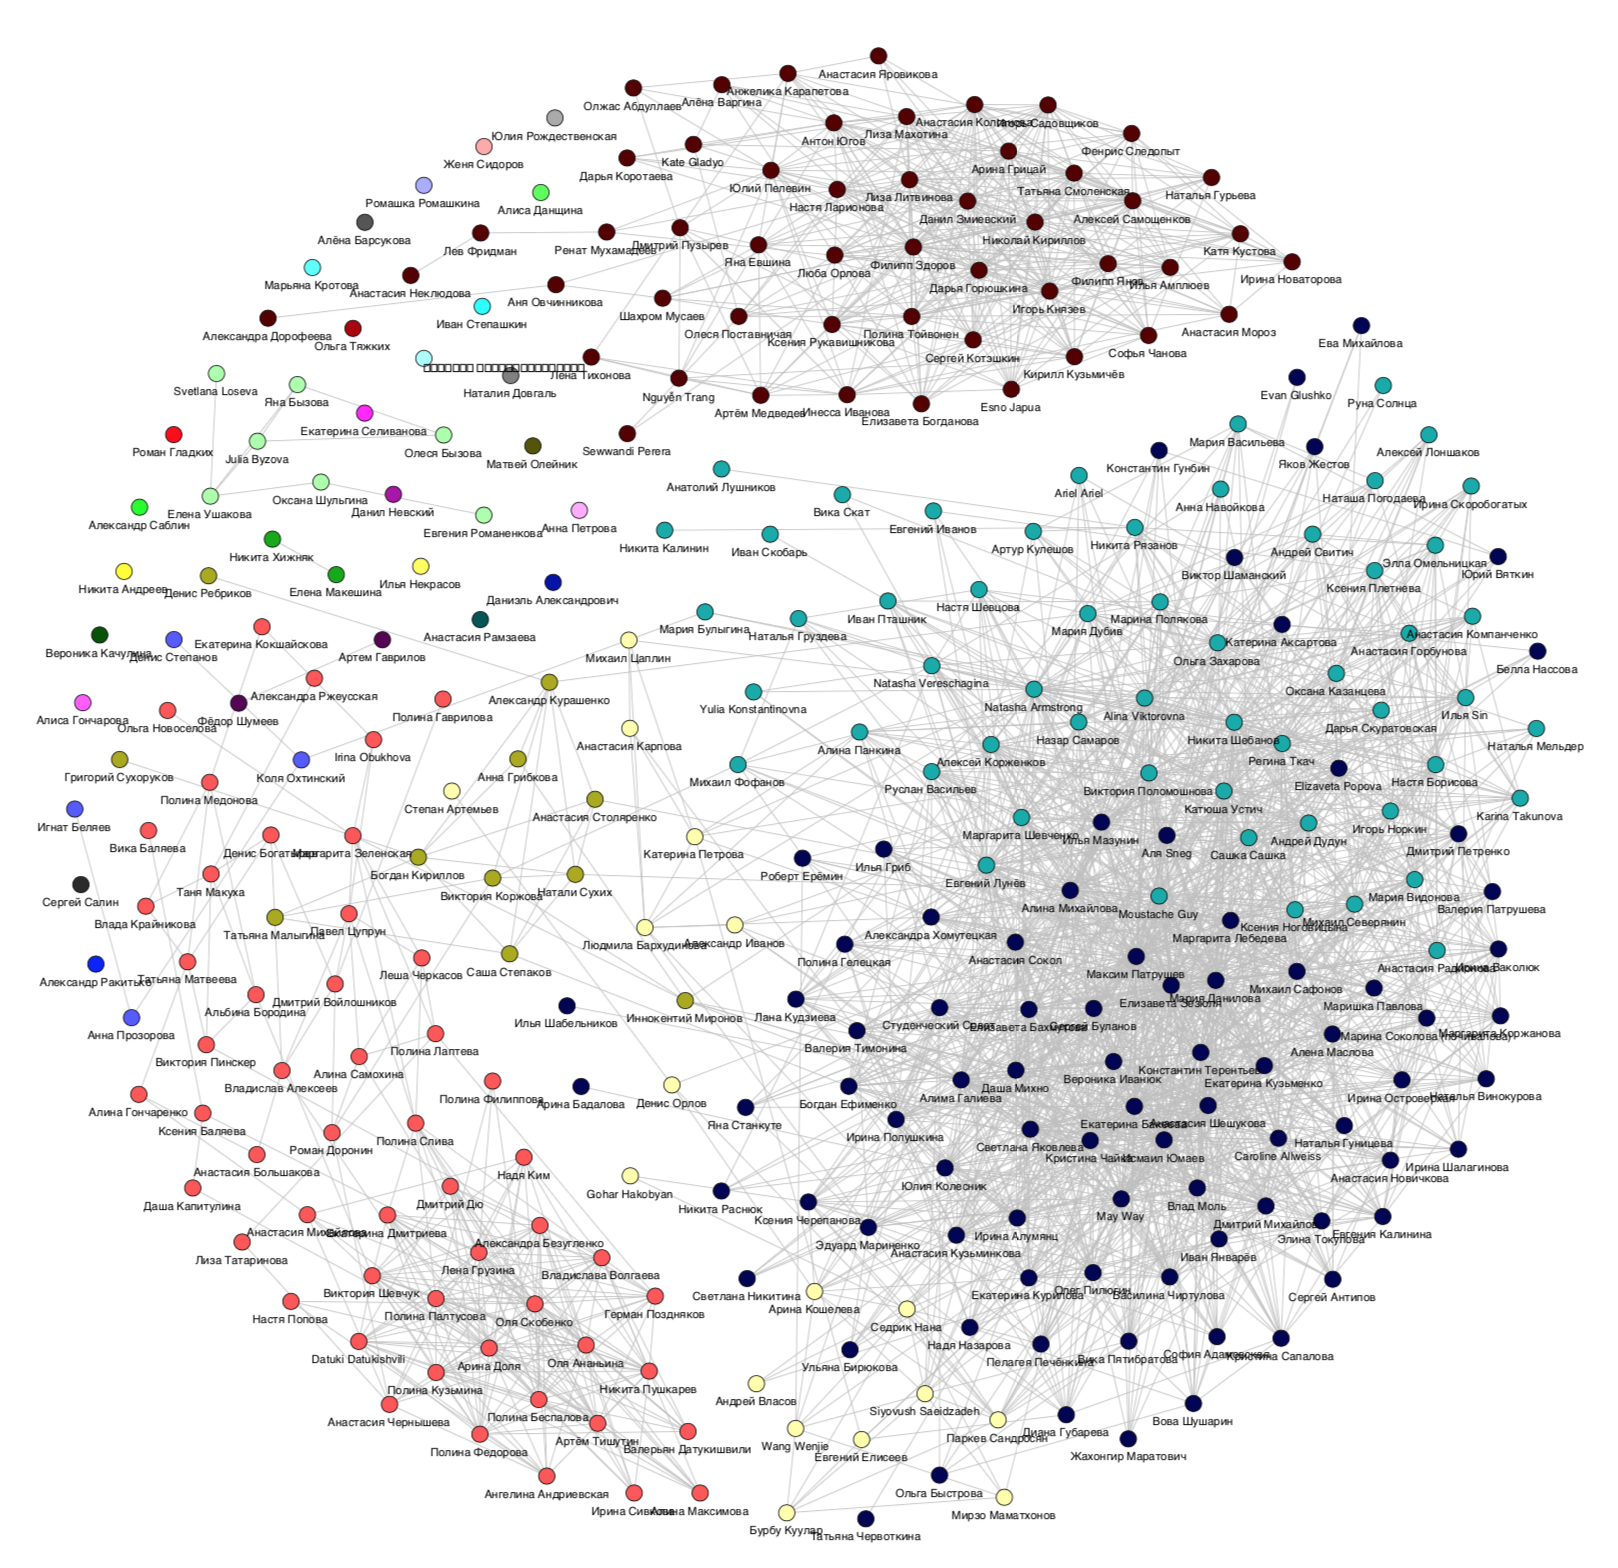 Анастасия Яровикова
Анжелика Карапетова
Алёна Варгина
Олжас Абдуллаев
Игорь Садовщиков
Лиза Махотина
Антон Югов
Юлия Рождественская
Фенрис Следопыт
Kate Gladyo
Женя Сидоров
Дарья Коротаева
Арина Грицай
Юлий Пелевин
Татьяна Смоленская
Наталья Гурьева
Лиза Литвинова
Ромашка Ромашкина
Настя Ларионова
Алиса Данщина
Данил Змиевский
Алексей Самощенков
Алёна Барсукова
Николай Кириллов
Дмитрий Пузырев
Лев Фридман
Ренат Мухамадеев
Катя Кустова
Яна Евшина
Филипп Здоров
Люба Орлова
Ирина Новаторова
Филипп Янов
Илья Амплюев
Марьяна Кротова
Дарья Горюшкина
Анастасия Неклюдова
Аня Овчинникова
Игорь Князев
Иван Степашкин
Шахром Мусаев
Анастасия Мороз
Александра Дорофеева
Олеся Поставничая
Полина Тойвонен
Ксения Рукавишникова
Ольга Тяжких
Ева Михайлова
Софья Чанова
Сергей Котэшкин
Кирилл Кузьмичёв
Лена Тихонова
Svetlana Loseva
Наталия Довгаль
Evan Glushko
Nguyễn Trang
Яна Бызова
Руна Солнца
Esno Japua
Артём Медведев
Инесса Иванова
Елизавета Богданова
Екатерина Селиванова
Мария Васильева
Роман Гладких
Sewwandi Perera
Алексей Лоншаков
Олеся Бызова
Julia Byzova
Яков Жестов
Матвей Олейник
Константин Гунбин
Анатолий Лушников
Ariel Ariel
Наташа Погодаева
Оксана Шульгина
Ирина Скоробогатых
Анна Навойкова
Данил Невский
Вика Скат
Елена Ушакова
Александр Саблин
Анна Петрова
Евгений Иванов
Евгения Романенкова
Никита Рязанов
Никита Калинин
Артур Кулешов
Иван Скобарь
Андрей Свитич
Никита Хижняк
Элла Омельницкая
Юрий Вяткин
Виктор Шаманский
Илья Некрасов
Ксения Плетнева
Никита Андреев
Елена Макешина
Денис Ребриков
Даниэль Александрович
Настя Шевцова
Иван Пташник
Марина Полякова
Мария Булыгина
Мария Дубив
Анастасия Рамзаева
Наталья Груздева
Анастасия Компанченко
Катерина Аксартова
Екатерина Кокшайскова
Вероника Качулина
Анастасия Горбунова
Денис Степанов
Артем Гаврилов
Михаил Цаплин
Ольга Захарова
Белла Нассова
Natasha Vereschagina
Оксана Казанцева
Александра Ржеусская
Александр Курашенко
Natasha Armstrong
Yulia Konstantinovna
Alina Viktorovna
Илья Sin
Полина Гаврилова
Алиса Гончарова
Фёдор Шумеев
Ольга Новоселова
Дарья Скуратовская
Назар Самаров
Никита Шебанов
Анастасия Карпова
Наталья Мельдер
Алина Панкина
Irina Obukhova
Регина Ткач
Алексей Корженков
Григорий Сухоруков
Коля Охтинский
Анна Грибкова
Михаил Фофанов
Настя Борисова
Elizaveta Popova
Руслан Васильев
Виктория Поломошнова
Полина Медонова
Степан Артемьев
Катюша Устич
Karina Takunova
Анастасия Столяренко
Игнат Беляев
Игорь Норкин
Маргарита Шевченко
Илья Мазунин
Андрей Дудун
Вика Баляева
Денис Богатырёв
Маргарита Зеленская
Катерина Петрова
Аля Sneg
Сашка Сашка
Дмитрий Петренко
Илья Гриб
Богдан Кириллов
Роберт Ерёмин
Евгений Лунёв
Таня Макуха
Виктория Коржова
Натали Сухих
Мария Видонова
Сергей Салин
Алина Михайлова
Валерия Патрушева
Moustache Guy
Влада Крайникова
Михаил Северянин
Ксения Ноговицына
Татьяна Малыгина
Павел Цупрун
Александра Хомутецкая
Маргарита Лебедева
Людмила Бархудинова
Александр Иванов
Анастасия Сокол
Полина Гелецкая
Анастасия Радионова
Ирина Ваколюк
Саша Степаков
Леша Черкасов
Максим Патрушев
Татьяна Матвеева
Александр Ракитько
Михаил Сафонов
Мария Данилова
Елизавета Зезюля
Дмитрий Войлошников
Маришка Павлова
Альбина Бородина
Лана Кудзиева
Иннокентий Миронов
Илья Шабельников
Студенческий Совет
Елизавета Бахмутова
Сергей Буланов
Анна Прозорова
Маргарита Коржанова
Марина Соколова (Почивалова)
Валерия Тимонина
Алена Маслова
Полина Лаптева
Виктория Пинскер
Алина Самохина
Константин Терентьев
Вероника Иванюк
Екатерина Кузьменко
Владислав Алексеев
Даша Михно
Алима Галиева
Полина Филиппова
Арина Бадалова
Денис Орлов
Богдан Ефименко
Ирина Островерхая
Наталья Винокурова
Алина Гончаренко
Яна Станкуте
Екатерина Бакеева
Анастасия Шешукова
Ксения Баляева
Ирина Полушкина
Полина Слива
Наталья Гуницева
Светлана Яковлева
Роман Доронин
Кристина Чайка
Исмаил Юмаев
Caroline Allweiss
Анастасия Большакова
Ирина Шалагинова
Надя Ким
Анастасия Новичкова
Юлия Колесник
Gohar Hakobyan
Даша Капитулина
Дмитрий Дю
Никита Раснюк
Влад Моль
May Way
Ксения Черепанова
Дмитрий Михайлов
Анастасия Михайлова
Екатерина Дмитриева
Евгения Калинина
Ирина Алумянц
Элина Токулова
Александра Безугленко
Эдуард Мариненко
Анастасия Кузьминкова
Иван Январёв
Лиза Татаринова
Лена Грузина
Владислава Волгаева
Виктория Шевчук
Светлана Никитина
Екатерина Курилова
Олег Пилюгин
Василина Чиртулова
Сергей Антипов
Арина Кошелева
Настя Попова
Полина Палтусова
Оля Скобенко
Герман Поздняков
Седрик Нана
Надя Назарова
Datuki Datukishvili
Арина Доля
Оля Ананьина
Ульяна Бирюкова
Пелагея Печёнкина
Вика Пятибратова
София Адамовская
Кристина Сапалова
Полина Кузьмина
Никита Пушкарев
Андрей Власов
Siyovush Saeidzadeh
Анастасия Чернышева
Полина Беспалова
Вова Шушарин
Диана Губарева
Паркев Сандросян
Артём Тишутин
Валерьян Датукишвили
Wang Wenjie
Полина Федорова
Евгений Елисеев
Жахонгир Маратович
Ангелина Андриевская
Ольга Быстрова
Алина Максимова
Мирзо Маматхонов
Бурбу Куулар
Татьяна Червоткина